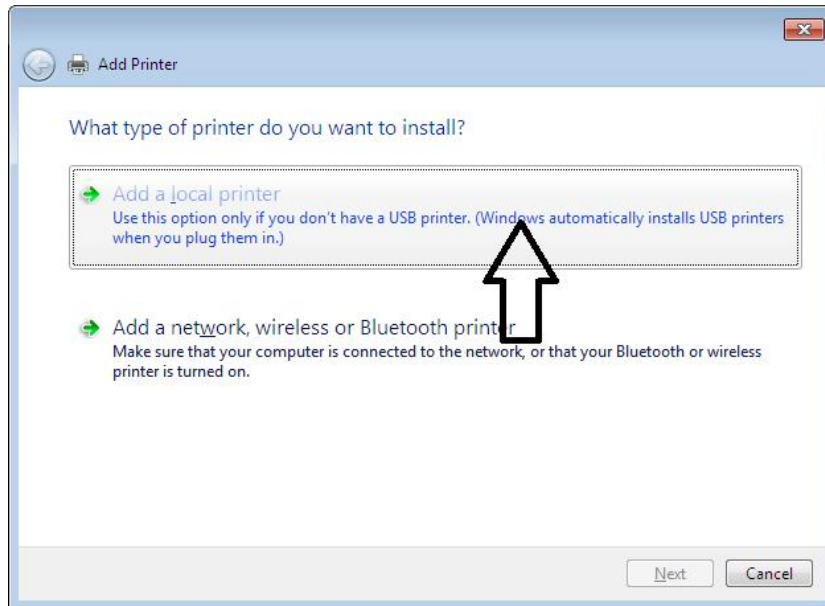 Add Printer
What type of printer do you want to install?
Add a local printer
Use this option only if you don't have a USB printer. (Windows automatically installs USB printers
when you plug them in.)
Add a network, wireless or Bluetooth printer
Make sure that your computer is connected to the network, or that your Bluetooth or wireless
printer is turned on.
Next
Cancel